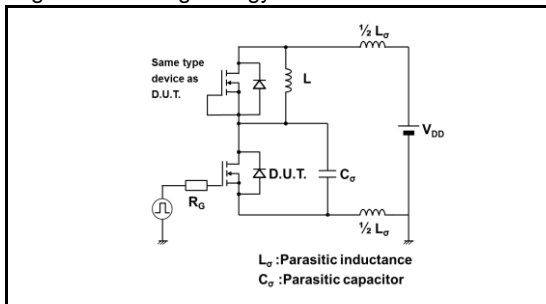 ½ Lσ
Same type
device as
D.U.T.
L
VDD
D.U.T.
Cσ
RG
½ Lσ
Lσ :Parasitic inductance
Cσ :Parasitic capacitor